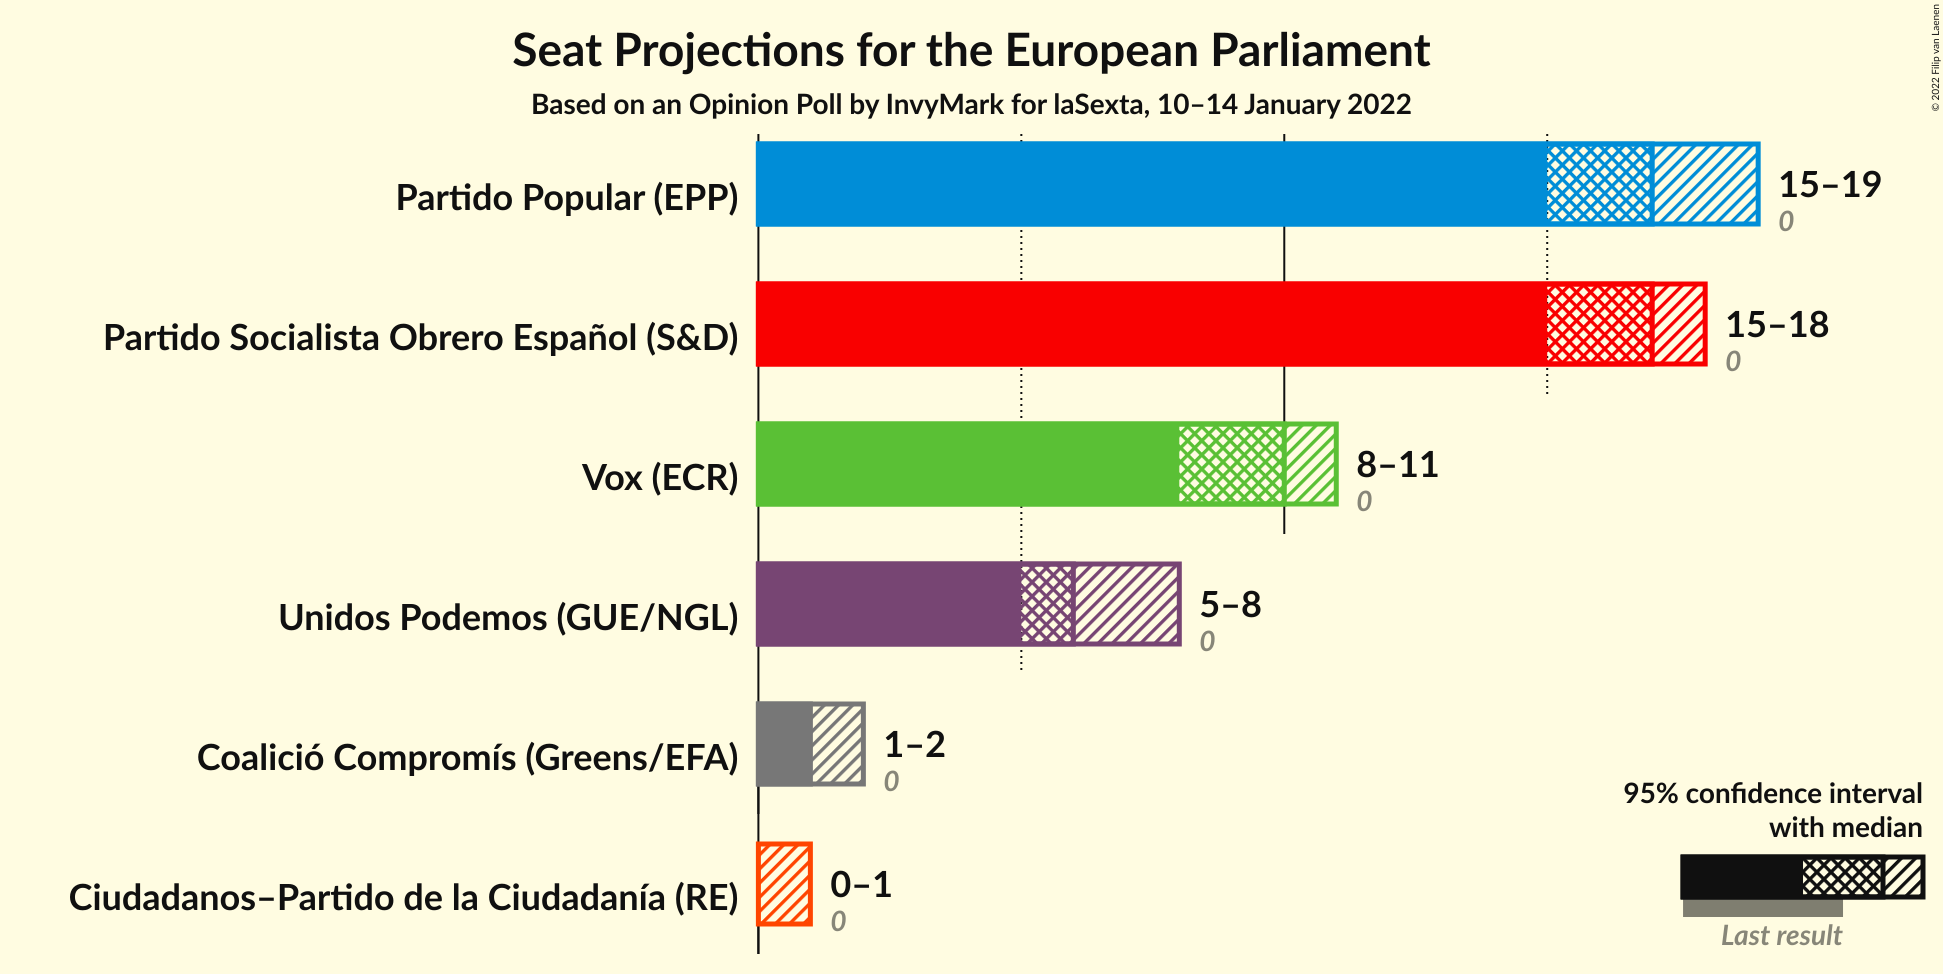 Seat Projections for the European Parliament
Based on an Opinion Poll by InvyMark for laSexta, 10–14 January 2022
© 2022 Filip van Laenen
Partido Popular (EPP)
15–19
0
Partido Socialista Obrero Español (S&D)
15–18
0
Vox (ECR)
8–11
0
Unidos Podemos (GUE/NGL)
5–8
0
Coalició Compromís (Greens/EFA)
1–2
0
Ciudadanos–Partido de la Ciudadanía (RE)
0–1
0
95% confidence interval
with median
Last result